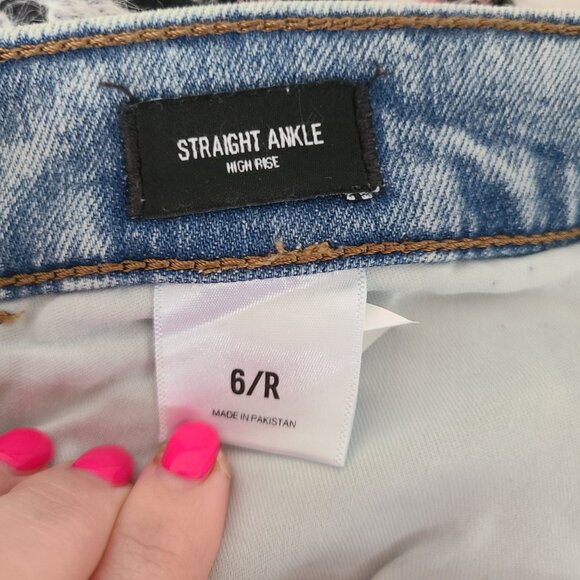 STRAIGHT ANKLE
HIGH RISE
6/R
MADE IN PAKISTAN